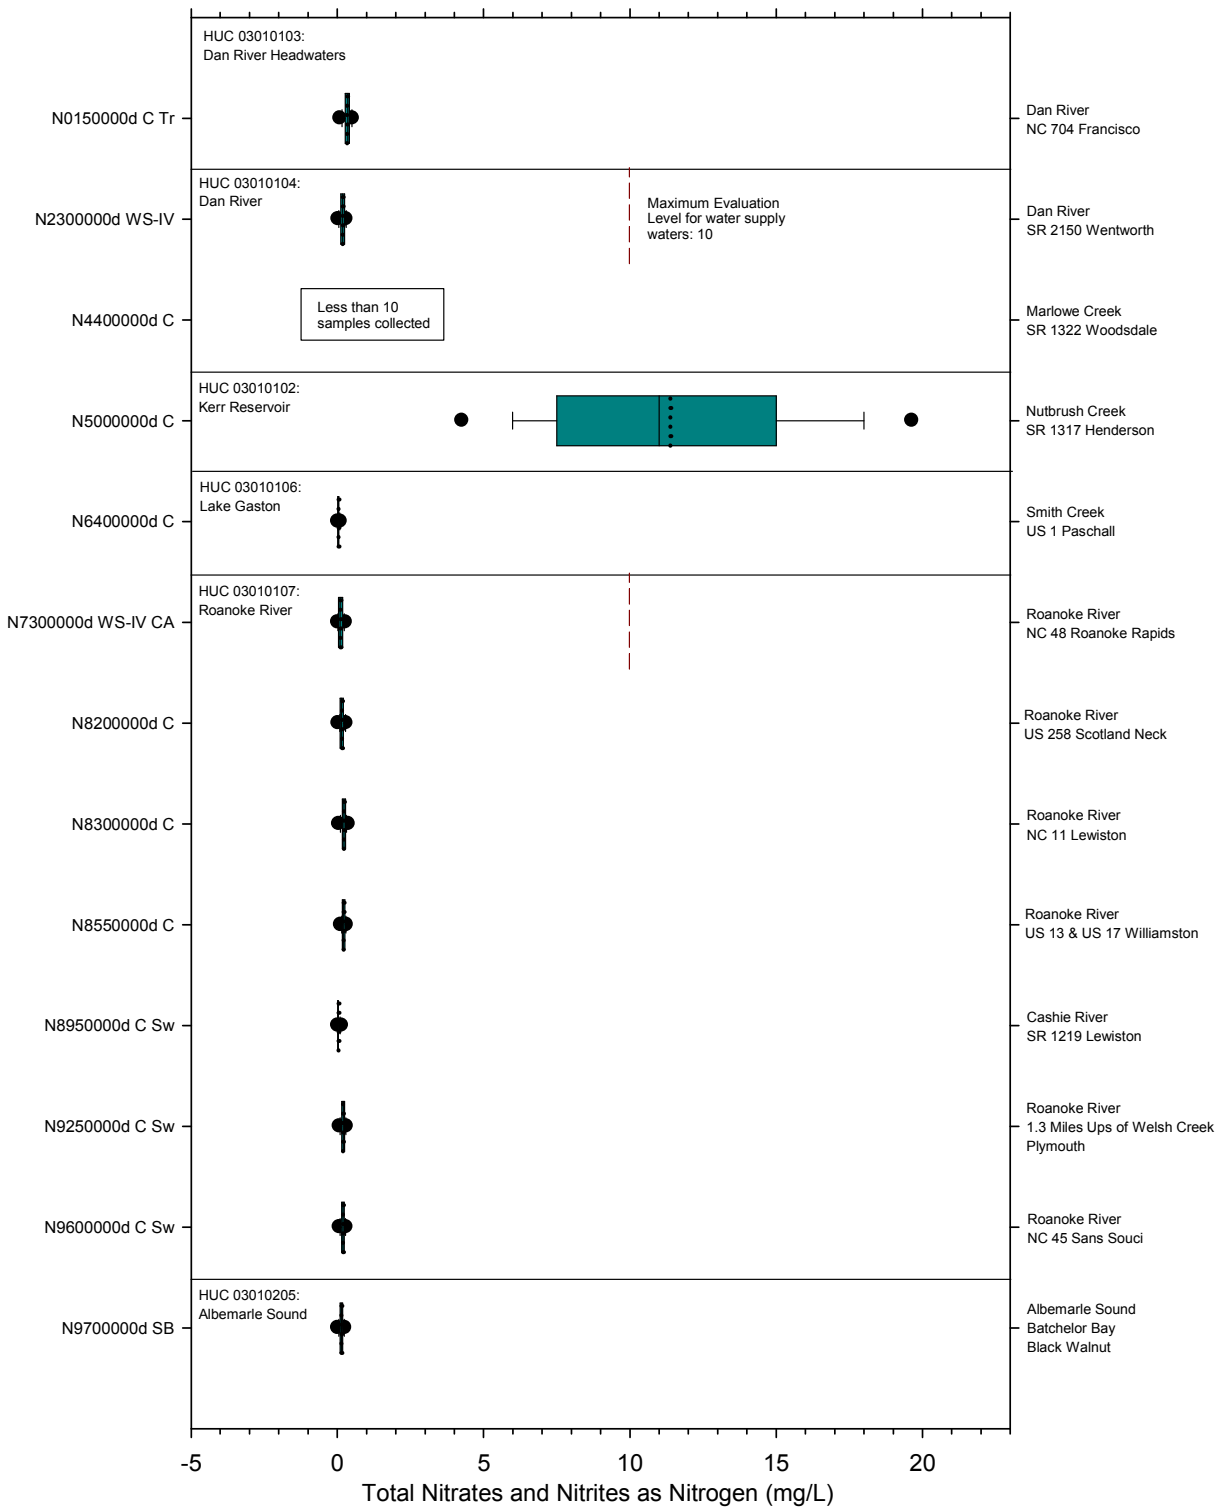 HUC 03010103:
Dan River Headwaters
N0150000d C Tr
Dan River
NC 704 Francisco
HUC 03010104:
Dan River
N2300000d WS-IV
Maximum Evaluation
Level for water supply
waters: 10
Dan River
SR 2150 Wentworth
N4400000d C
Less than 10
samples collected
Marlowe Creek
SR 1322 Woodsdale
HUC 03010102:
Kerr Reservoir
N5000000d C
Nutbrush Creek
SR 1317 Henderson
HUC 03010106:
Lake Gaston
N6400000d C
Smith Creek
US 1 Paschall
HUC 03010107:
Roanoke River
N7300000d WS-IV CA
Roanoke River
NC 48 Roanoke Rapids
N8200000d C
Roanoke River
US 258 Scotland Neck
N8300000d C
Roanoke River
NC 11 Lewiston
N8550000d C
Roanoke River
US 13 & US 17 Williamston
N8950000d C Sw
Cashie River
SR 1219 Lewiston
N9250000d C Sw
Roanoke River
1.3 Miles Ups of Welsh Creek
Plymouth
N9600000d C Sw
Roanoke River
NC 45 Sans Souci
HUC 03010205:
Albemarle Sound
N9700000d SB
Albemarle Sound
Batchelor Bay
Black Walnut
-5 0 5 10 15 20
Total Nitrates and Nitrites as Nitrogen (mg/L)